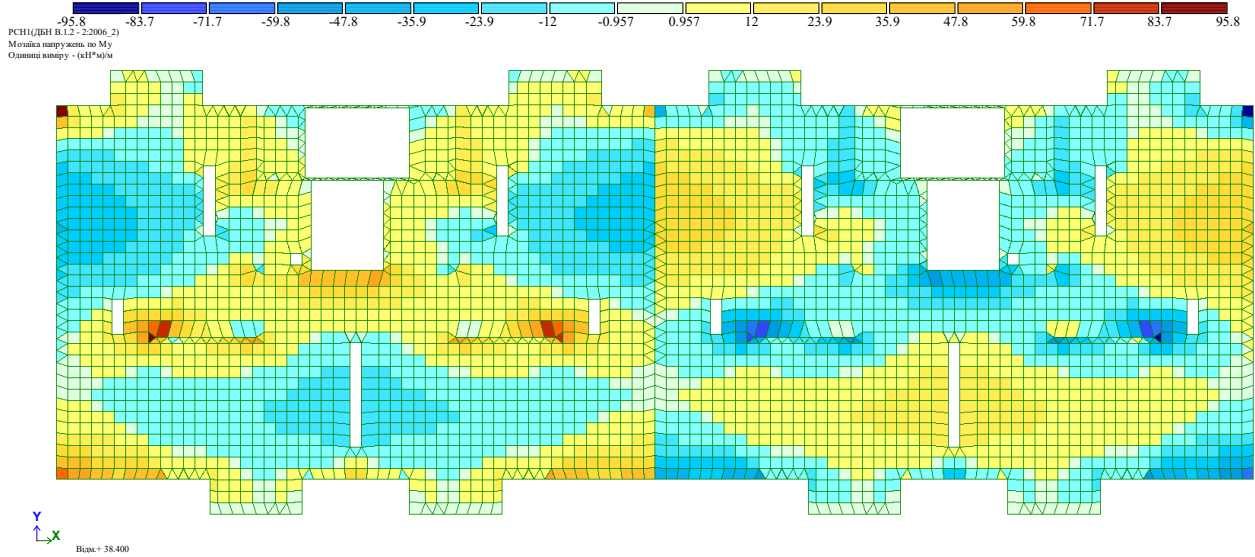 -95.8 -83.7 -71.7 -59.8 -47.8 -35.9 -23.9 -12 -0.957 0.957 12 23.9 35.9 47.8 59.8 71.7 83.7 95.8
РСН1(ДБН В.1.2 - 2:2006_2)
Мозаїка напружень по My
Одиниці виміру - (кН*м)/м
Y
X
Відм.+ 38.400